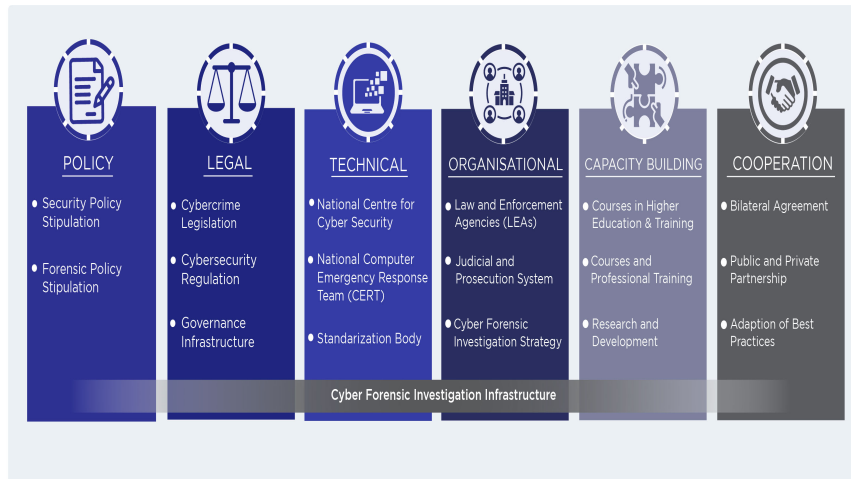 POLICY
Security Policy
Stipulation
Forensic Policy
Stipulation
LEGAL
Cybercrime
Legislation
Cybersecurity
Regulation
Governance
Infrastructure
TECHNICAL
National Centre for
Cyber Security
National Computer
Emergency Response
Team (CERT)
Standarization Body
ORGANISATIONAL
Law and Enforcement
Agencies (LEAs)
Judicial and
Prosecution System
Cyber Forensic
Investigation Strategy
CAPACITY BUILDING
Courses in Higher
Education & Training
Courses and
Professional Training
Research and
Development
COOPERATION
Bilateral Agreement
Public and Private
Partnership
Adaption of Best
Practices
Cyber Forensic Investigation Infrastructure